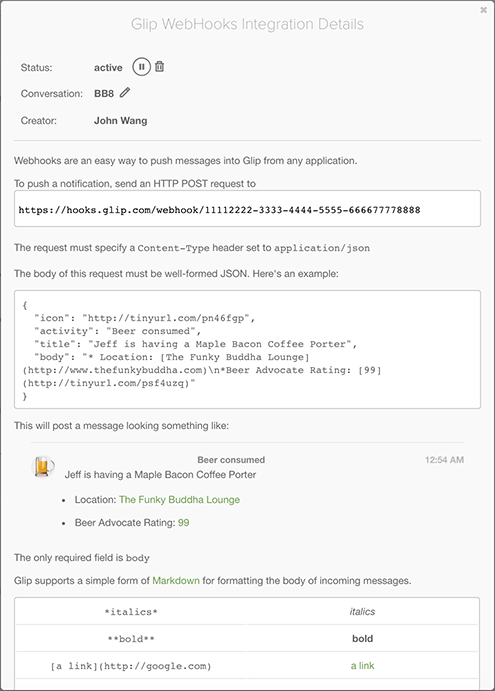 Glip WebHooks Integration Details
Status: active
Conversation: BB8
Creator: John Wang
Webhooks are an easy way to push messages into Glip from any application.
To push a notification, send an HTTP POST request to
https://hooks.glip.com/webhook/11112222-3333-4444-5555-666677778888
The request must specify a Content-Type header set to application/json
The body of this request must be well-formed JSON. Here's an example:
{
"icon": "http://tinyurl.com/pn46fgp",
"activity": "Beer consumed",
"title": "Jeff is having a Maple Bacon Coffee Porter",
"body": "* Location: [The Funky Buddha Lounge]
(http://www.thefunkybuddha.com)\n*Beer Advocate Rating: [99]
(http://tinyurl.com/psf4uzq)"
}
This will post a message looking something like:
Beer consumed 12:54 AM
Jeff is having a Maple Bacon Coffee Porter
• Location: The Funky Buddha Lounge
• Beer Advocate Rating: 99
The only required field is body
Glip supports a simple form of Markdown for formatting the body of incoming messages.
*italics* italics
**bold** bold
[a link](http://google.com) a link